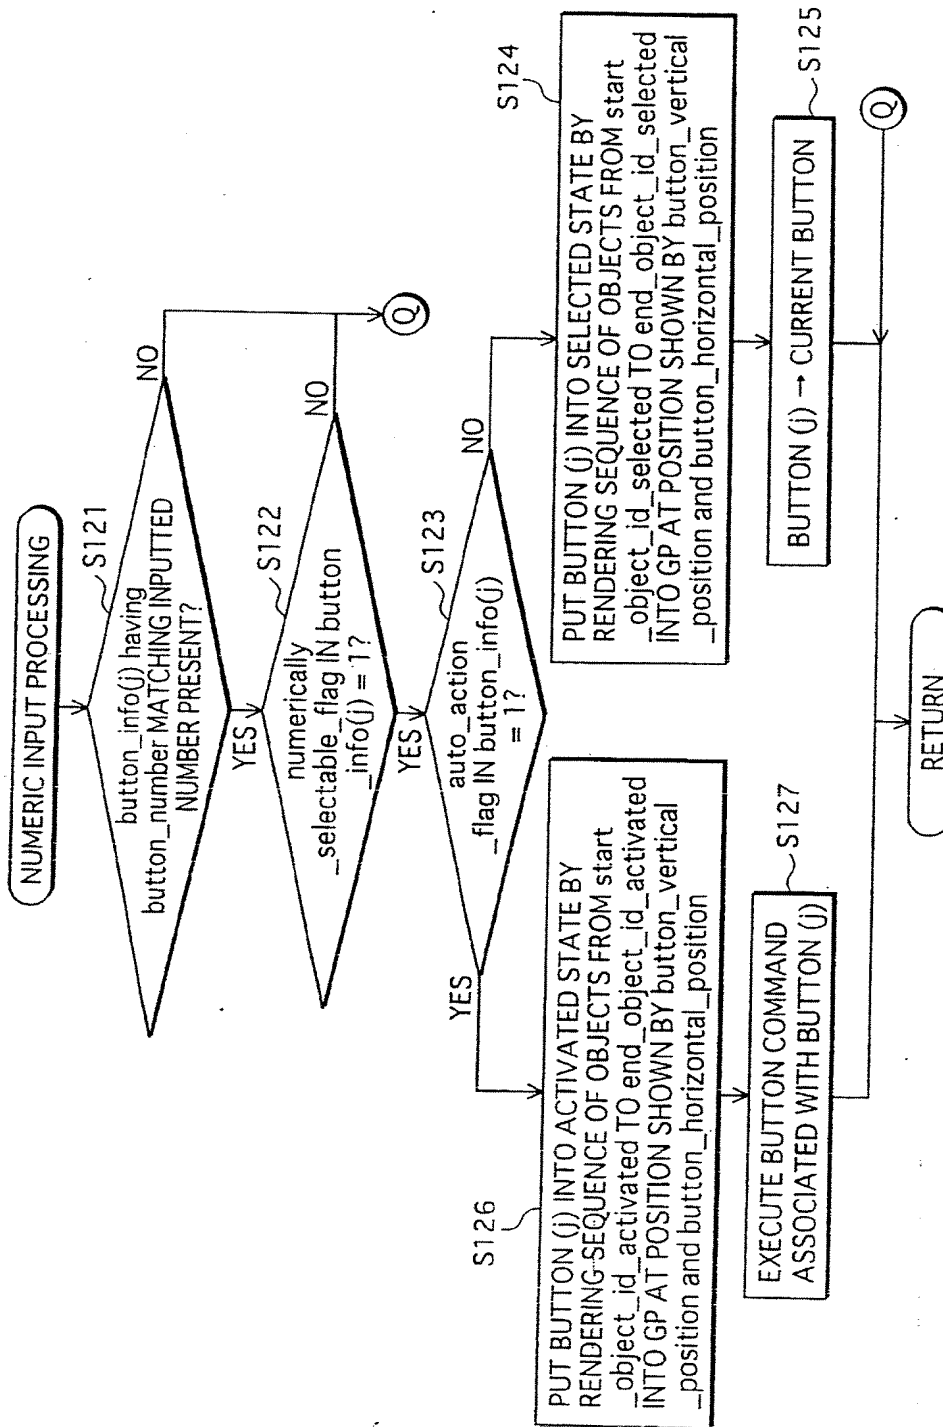 NUMERIC INPUT PROCESSING
S121
button_info(j) having
button_number MATCHING INPUTTED
NUMBER PRESENT?
NO
YES
S122
numerically
_selectable_flag IN button
_info(j) = 1?
NO
Q
YES
S123
auto_action
_flag IN button_info(j)
= 1?
YES
NO
S126
PUT BUTTON (j) INTO ACTIVATED STATE BY
RENDERING SEQUENCE OF OBJECTS FROM start
_object_id_activated TO end_object_id_activated
INTO GP AT POSITION SHOWN BY button_vertical
_position and button_horizontal_position
S124
PUT BUTTON (j) INTO SELECTED STATE BY
RENDERING SEQUENCE OF OBJECTS FROM start
_object_id_selected TO end_object_id_selected
INTO GP AT POSITION SHOWN BY button_vertical
_position and button_horizontal_position
S127
EXECUTE BUTTON COMMAND
ASSOCIATED WITH BUTTON (j)
S125
BUTTON (j) → CURRENT BUTTON
Q
RETURN